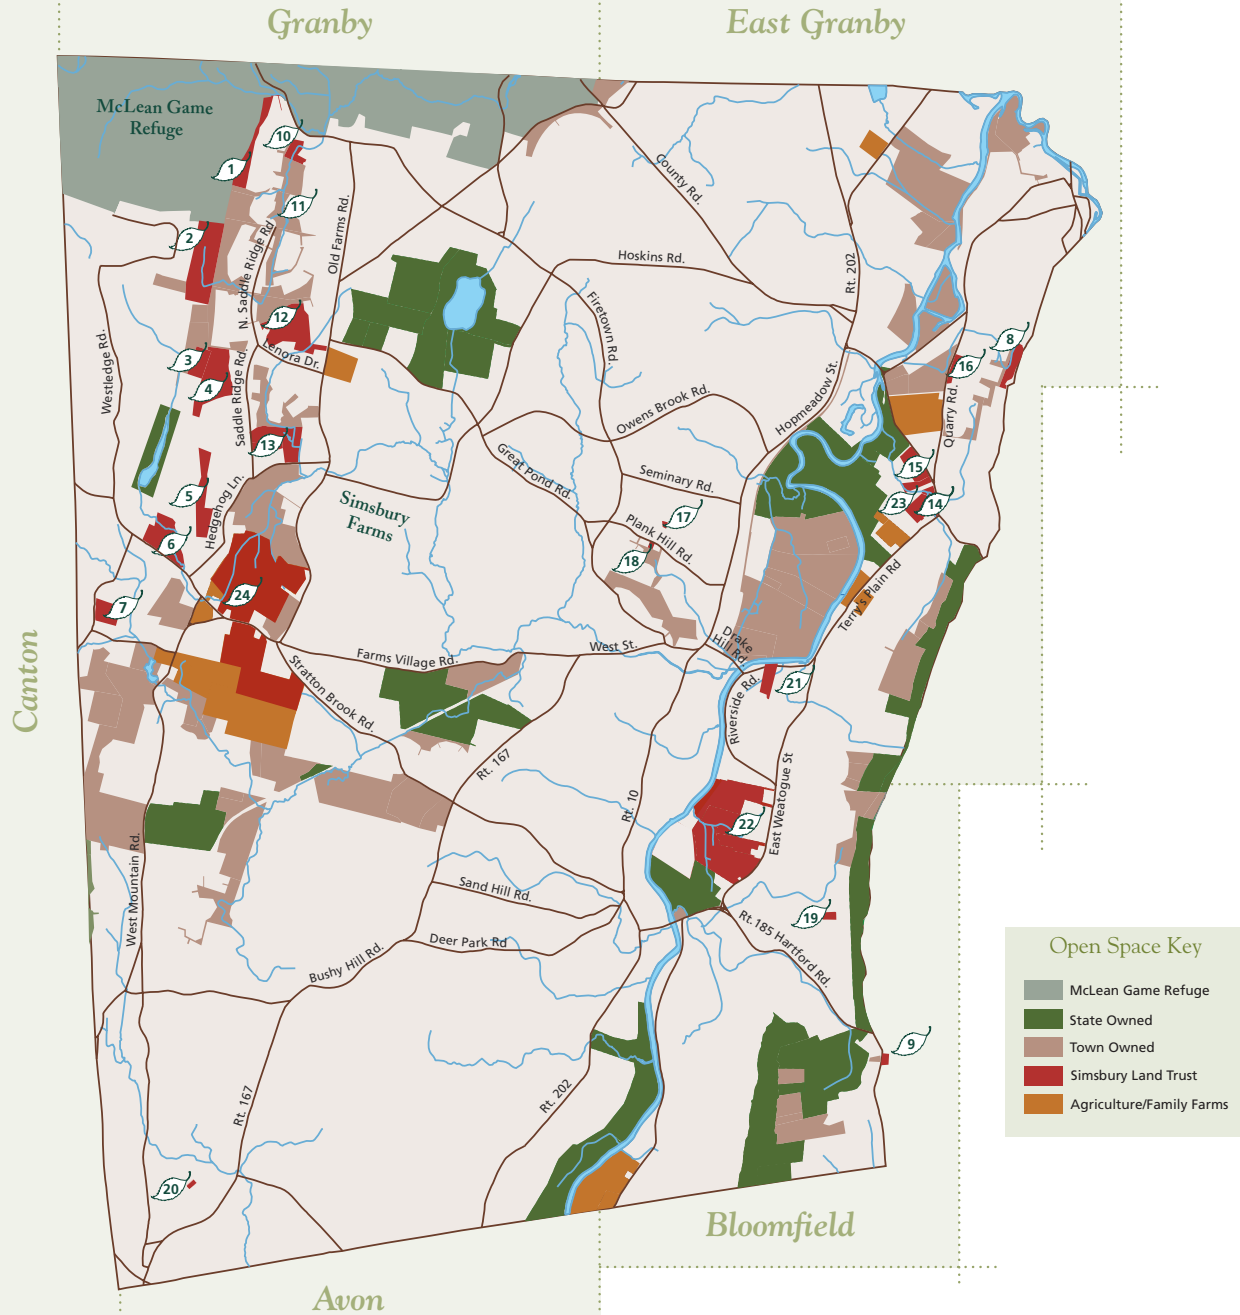 Granby
East Granby
McLean Game
Refuge
10
1
11
2
County Rd.
Old Farms Rd.
Hoskins Rd.
Rt. 202
N. Saddle Ridge Rd
12
Firetown Rd.
8
16
Lenora Dr.
3
4
Westledge Rd.
Saddle Ridge Rd.
Hopmeadow St.
Owens Brook Rd.
Quarry Rd.
13
Great Pond Rd.
Seminary Rd.
15
5
Hedgehog Ln.
Simsbury
Farms
23
14
17
Plank Hill Rd.
6
18
24
7
Terry's Plain Rd
Drake
Hill Rd.
West St.
Farms Village Rd.
Canton
Stratton Brook Rd.
21
Riverside Rd.
Rt. 167
East Weatogue St
Rt. 10
22
West Mountain Rd.
Sand Hill Rd.
19
Rt.185 Hartford Rd.
Deer Park Rd
Bushy Hill Rd.
Open Space Key
McLean Game Refuge
State Owned
Town Owned
Simsbury Land Trust
Agriculture/Family Farms
9
Rt. 167
Rt. 202
20
Bloomfield
Avon